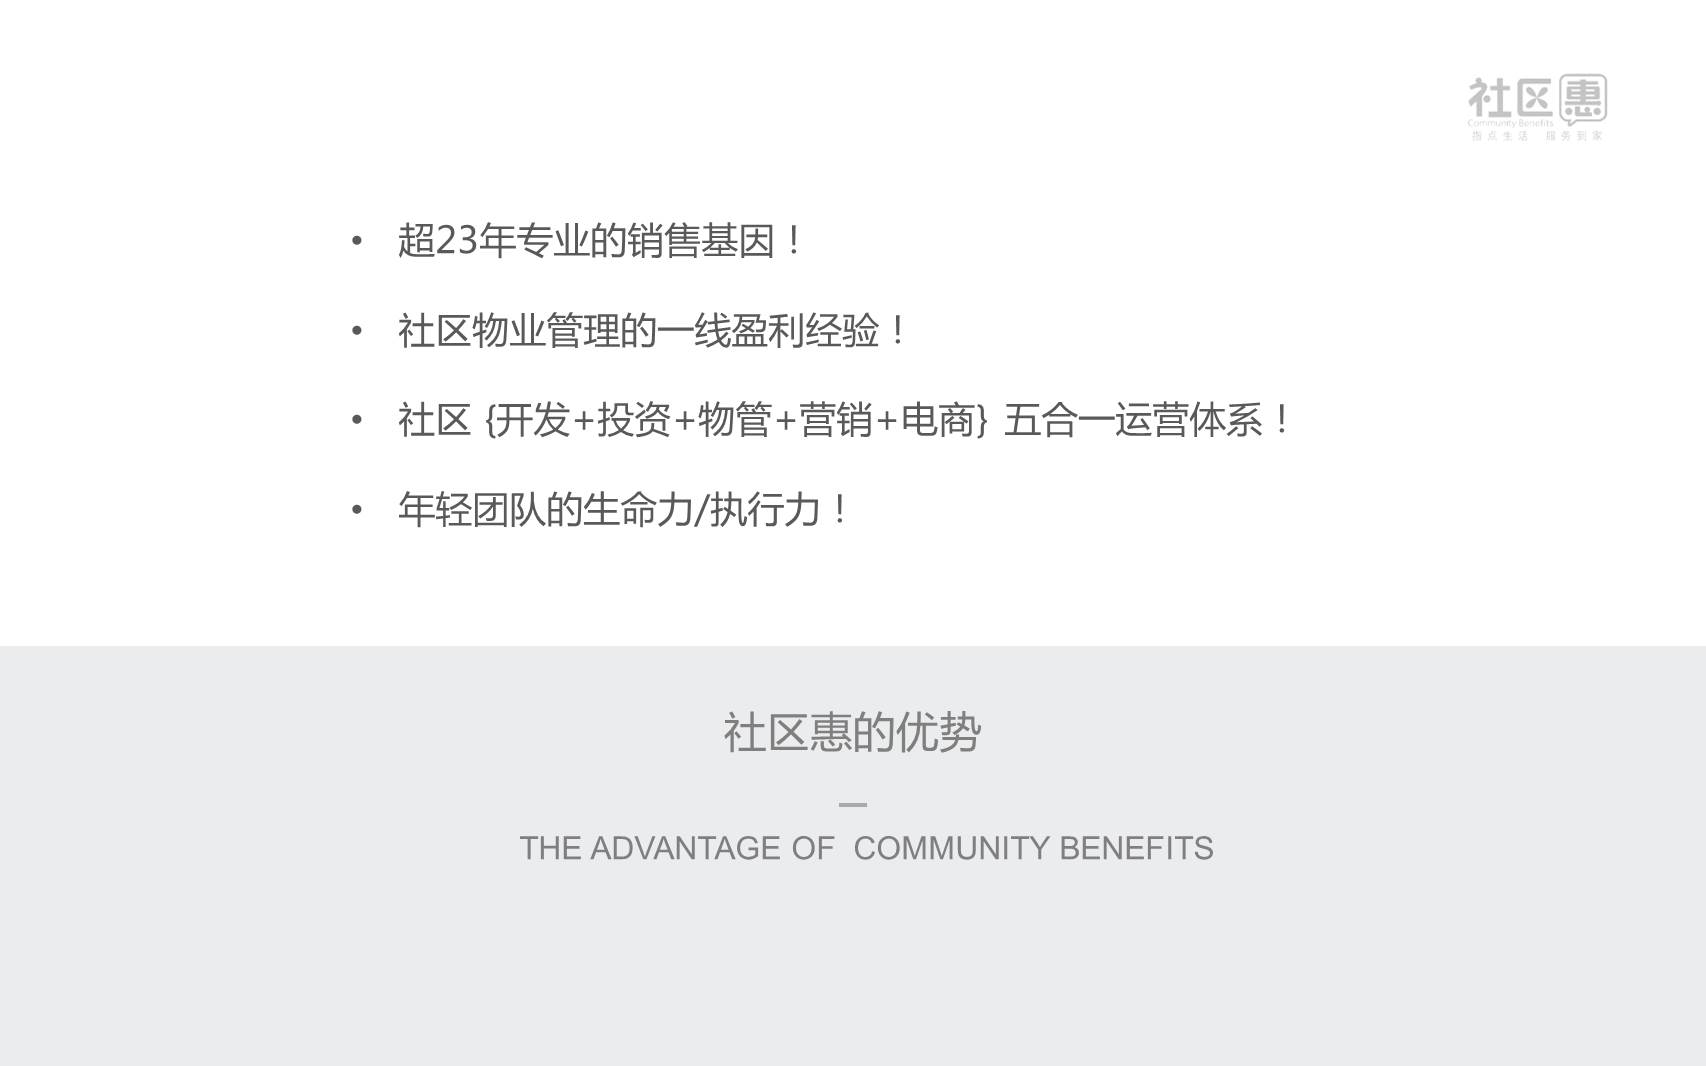 社区惠
Community Benefits
指点生活 服务到家
• 超23年专业的销售基因！
• 社区物业管理的一线盈利经验！
• 社区 {开发+投资+物管+营销+电商} 五合一运营体系！
• 年轻团队的生命力/执行力！
社区惠的优势
THE ADVANTAGE OF COMMUNITY BENEFITS